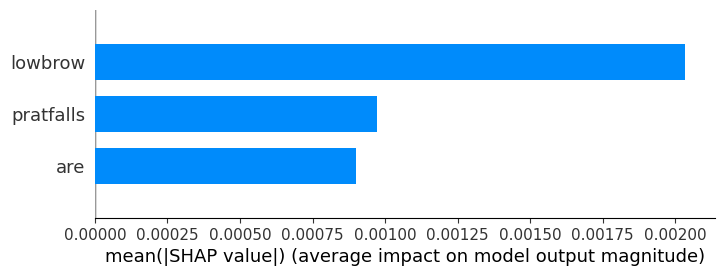 lowbrow
pratfalls
are
0.00000 0.00025 0.00050 0.00075 0.00100 0.00125 0.00150 0.00175 0.00200
mean(|SHAP value|) (average impact on model output magnitude)